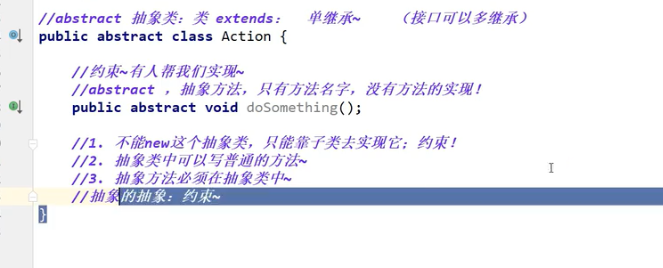 //abstract 抽象类：类 extends： 单继承~ （接口可以多继承）
public abstract class Action {
//约束~有人帮我们实现~
//abstract ，抽象方法，只有方法名字，没有方法的实现！
public abstract void doSomething();
//1. 不能new这个抽象类，只能靠子类去实现它；约束！
//2. 抽象类中可以写普通的方法~
//3. 抽象方法必须在抽象类中~
//抽象的抽象：约束~
}